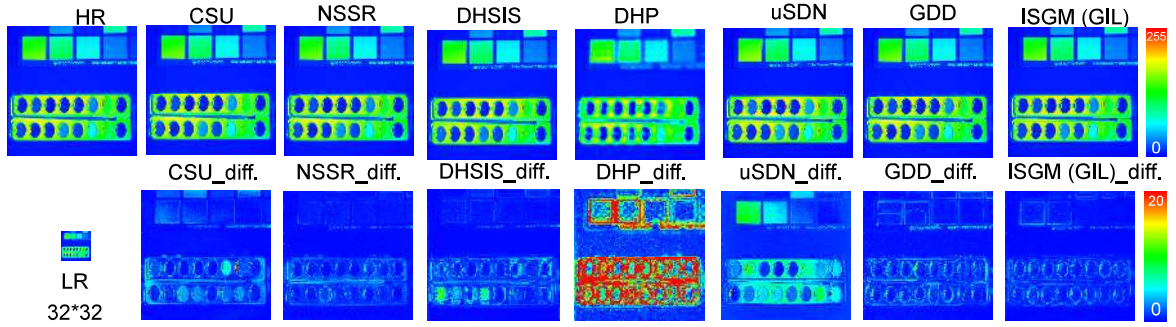 HR CSU NSSR DHSIS DHP uSDN GDD ISGM (GIL)
255
0
CSU_diff. NSSR_diff. DHSIS_diff. DHP_diff. uSDN_diff. GDD_diff. ISGM (GIL)_diff.
20
LR
32*32
0